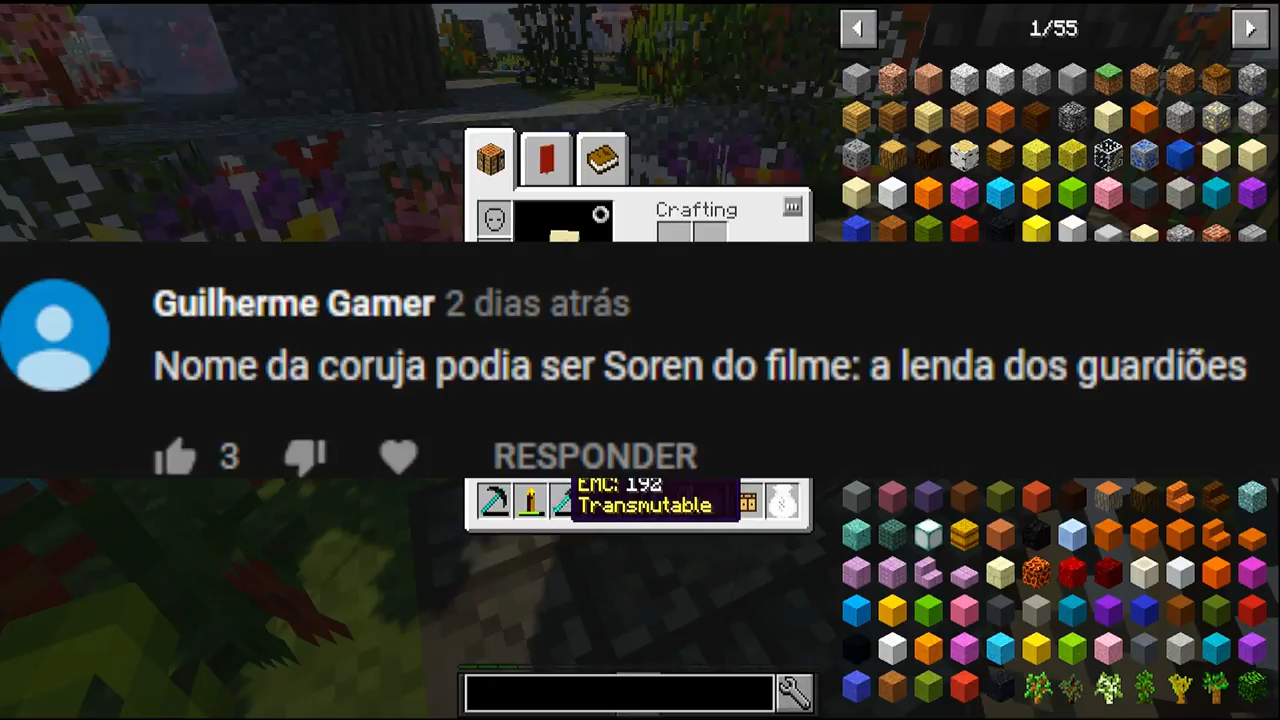 1/55
Crafting
Guilherme Gamer 2 dias atrás
Nome da coruja podia ser Soren do filme: a lenda dos guardiões
3
RESPONDER
EMC: 192
Transmutable